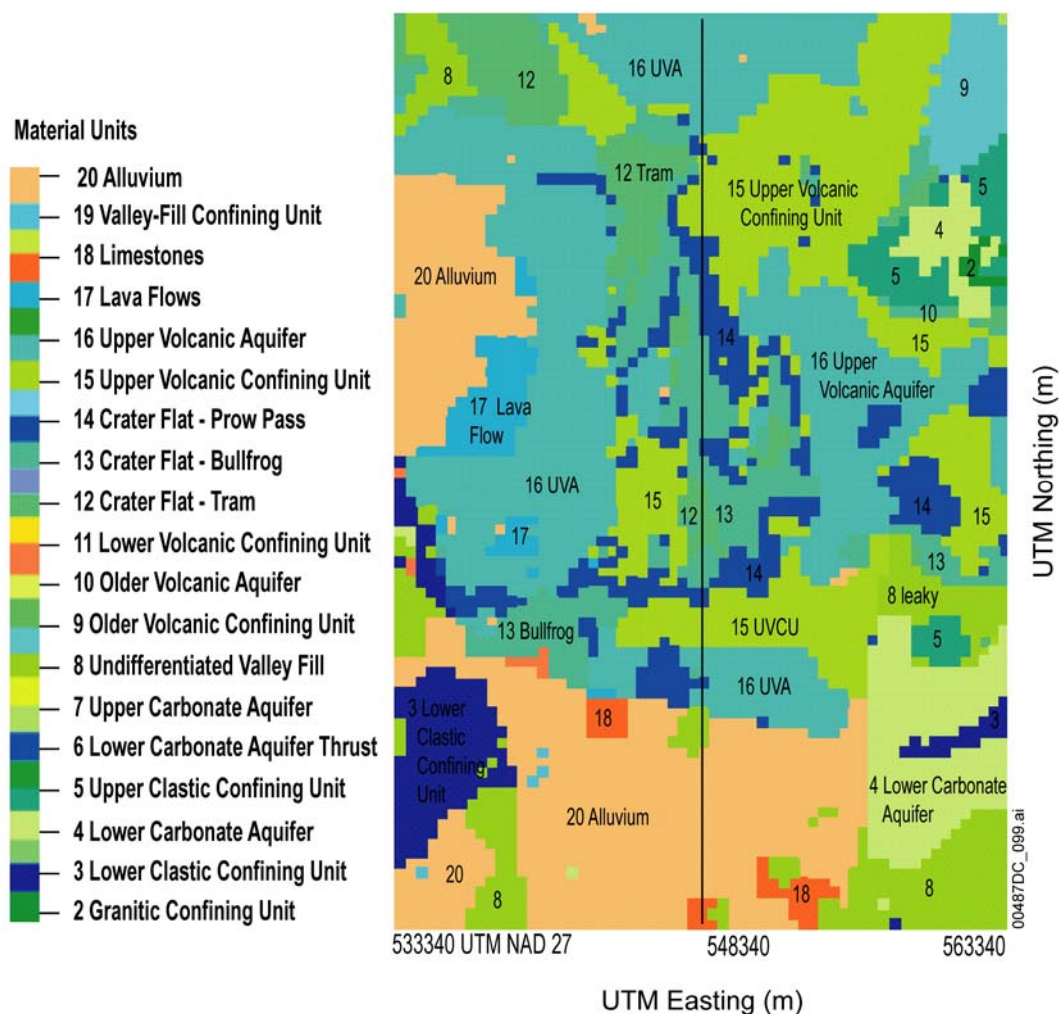 Material Units
20 Alluvium
19 Valley-Fill Confining Unit
18 Limestones
17 Lava Flows
16 Upper Volcanic Aquifer
15 Upper Volcanic Confining Unit
14 Crater Flat - Prow Pass
13 Crater Flat - Bullfrog
12 Crater Flat - Tram
11 Lower Volcanic Confining Unit
10 Older Volcanic Aquifer
9 Older Volcanic Confining Unit
8 Undifferentiated Valley Fill
7 Upper Carbonate Aquifer
6 Lower Carbonate Aquifer Thrust
5 Upper Clastic Confining Unit
4 Lower Carbonate Aquifer
3 Lower Clastic Confining Unit
2 Granitic Confining Unit
8
12
16 UVA
9
12 Tram
15 Upper Volcanic
Confining Unit
5
4
20 Alluvium
5
2
10
14
15
16 Upper
Volcanic Aquifer
17 Lava
Flow
16 UVA
15
12
13
14
15
17
13
14
8 leaky
13 Bullfrog
15 UVCU
5
16 UVA
3 Lower
Clastic
Confining
Unit
9
18
3
20 Alluvium
4 Lower Carbonate
Aquifer
20
8
18
8
533340 UTM NAD 27
548340
563340
UTM Easting (m)
UTM Northing (m)
00487DC_099.ai